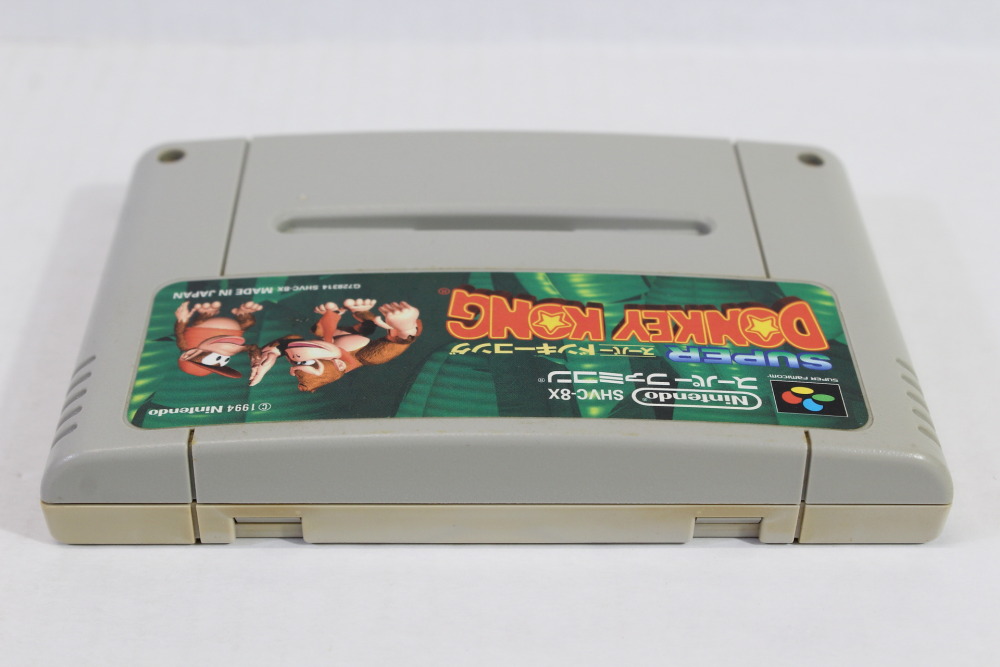 SUPER FAMICOM
Nintendo SHVC-8X
スーパーファミコン®
SUPER
スーパードンキーコング
DONKEY KONG®
© 1994 Nintendo
G728314 SHVC-8X MADE IN JAPAN